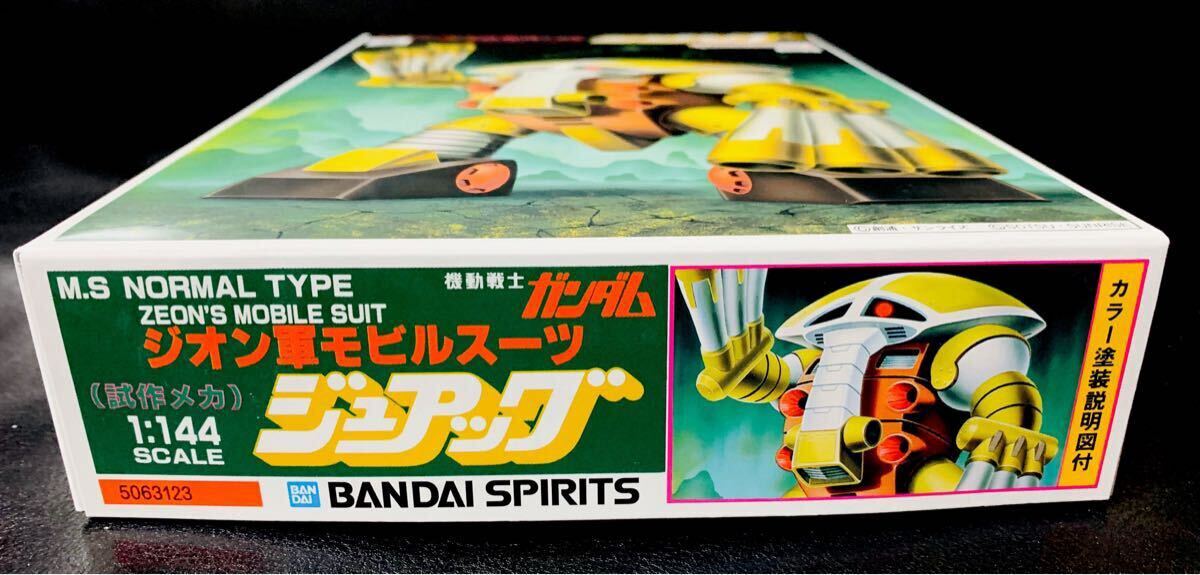 ©創通・サンライズ ©SOTSU・SUNRISE
M.S NORMAL TYPE
ZEON'S MOBILE SUIT
機動戦士
ガンダム
ジオン軍モビルスーツ
(試作メカ)
1:144
SCALE
ジュアッグ
カラー塗装説明図付
5063123
BAN
DAI
BANDAI SPIRITS